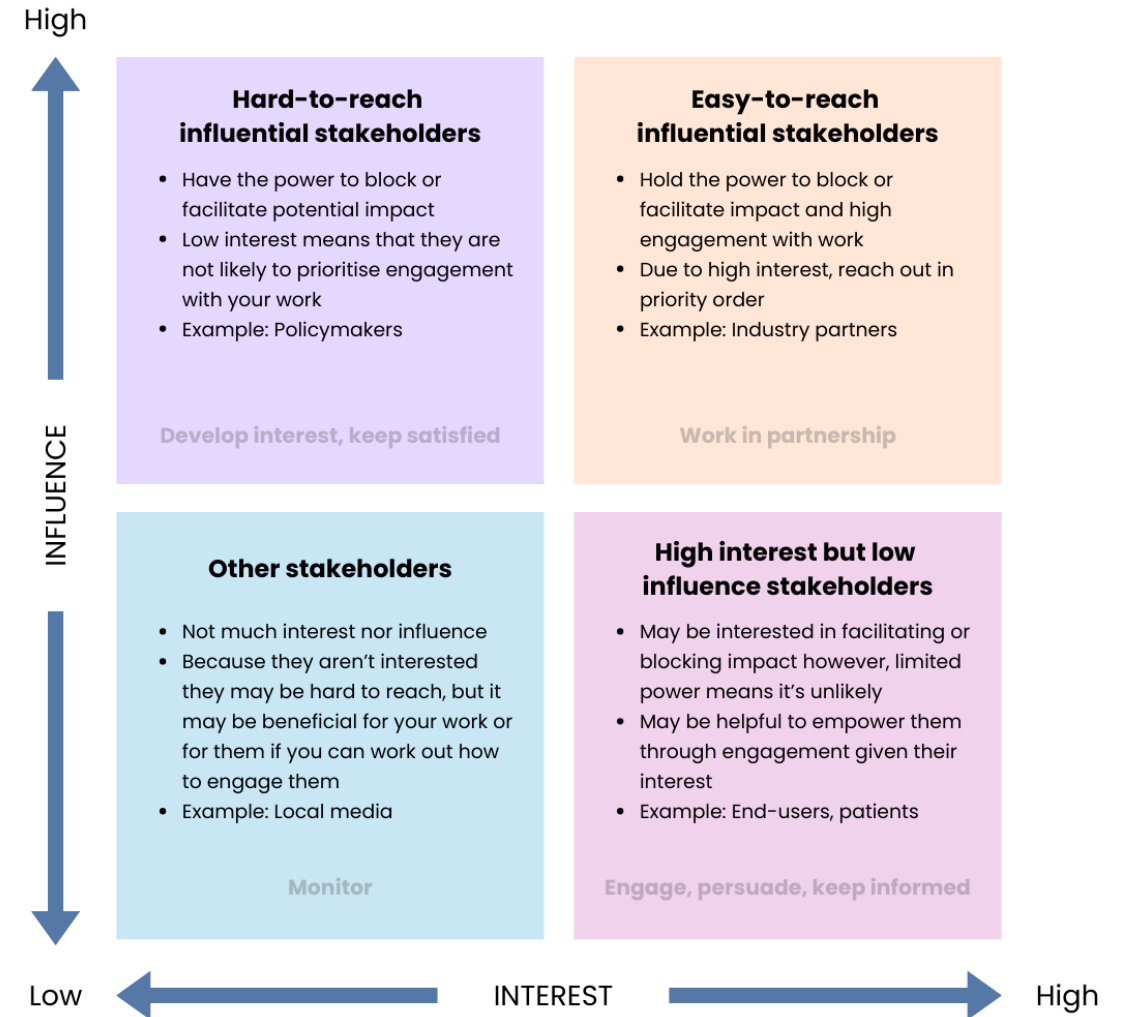 High
Hard-to-reach
influential stakeholders
• Have the power to block or
facilitate potential impact
• Low interest means that they are
not likely to prioritise engagement
with your work
• Example: Policymakers
Develop interest, keep satisfied
Easy-to-reach
influential stakeholders
• Hold the power to block or
facilitate impact and high
engagement with work
• Due to high interest, reach out in
priority order
• Example: Industry partners
Work in partnership
INFLUENCE
Other stakeholders
• Not much interest nor influence
• Because they aren’t interested
they may be hard to reach, but it
may be beneficial for your work or
for them if you can work out how
to engage them
• Example: Local media
Monitor
High interest but low
influence stakeholders
• May be interested in facilitating or
blocking impact however, limited
power means it’s unlikely
• May be helpful to empower them
through engagement given their
interest
• Example: End-users, patients
Engage, persuade, keep informed
Low
INTEREST
High